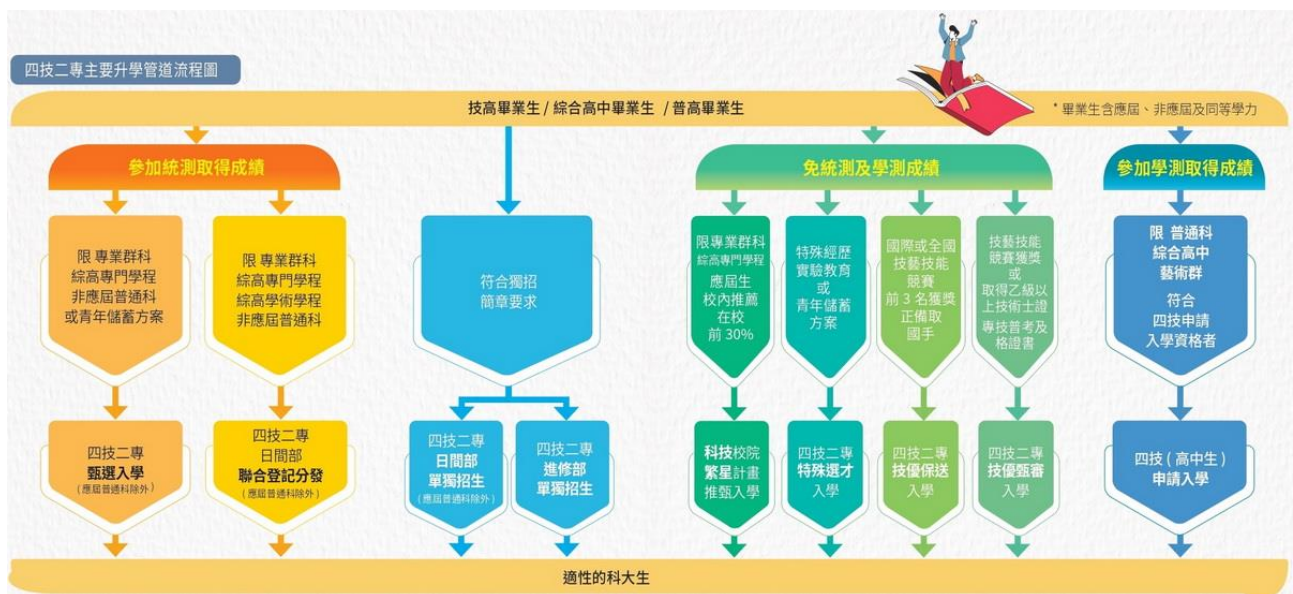 四技二專主要升學管道流程圖
技高畢業生 / 綜合高中畢業生 / 普高畢業生
* 畢業生含應屆、非應屆及同等學力
參加統測取得成績
限 專業群科
綜高專門學程
非應屆普通科
或青年儲蓄方案
限 專業群科
綜高專門學程
綜高學術學程
非應屆普通科
符合獨招
簡章要求
免統測及學測成績
限專業群科
綜高專門學程
應屆生
校內推薦
在校
前 30%
特殊經歷
實驗教育
或
青年儲蓄
方案
國際或全國
技藝技能
競賽
前 3 名獲獎
正備取
國手
技藝技能
競賽獲獎
或
取得乙級以
上技術士證
專技普考及
格證書
參加學測取得成績
限 普通科
綜合高中
藝術群
符合
四技申請
入學資格者
四技二專
甄選入學
(應屆普通科除外)
四技二專
日間部
聯合登記分發
(應屆普通科除外)
四技二專
日間部
單獨招生
(應屆普通科除外)
四技二專
進修部
單獨招生
科技校院
繁星計畫
推甄入學
四技二專
特殊選才
入學
四技二專
技優保送
入學
四技二專
技優甄審
入學
四技 ( 高中生 )
申請入學
適性的科大生